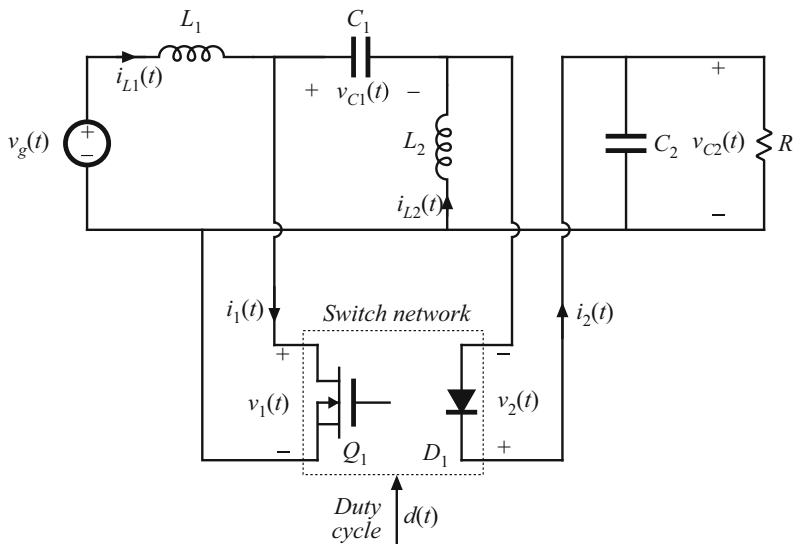 L1
C1
iL1(t)
+ vC1(t) –
vg(t)
+
–
L2
iL2(t)
C2
+
vC2(t)
–
R
i1(t)
Switch network
i2(t)
+
v1(t)
–
Q1
D1
–
v2(t)
+
Duty
cycle
d(t)